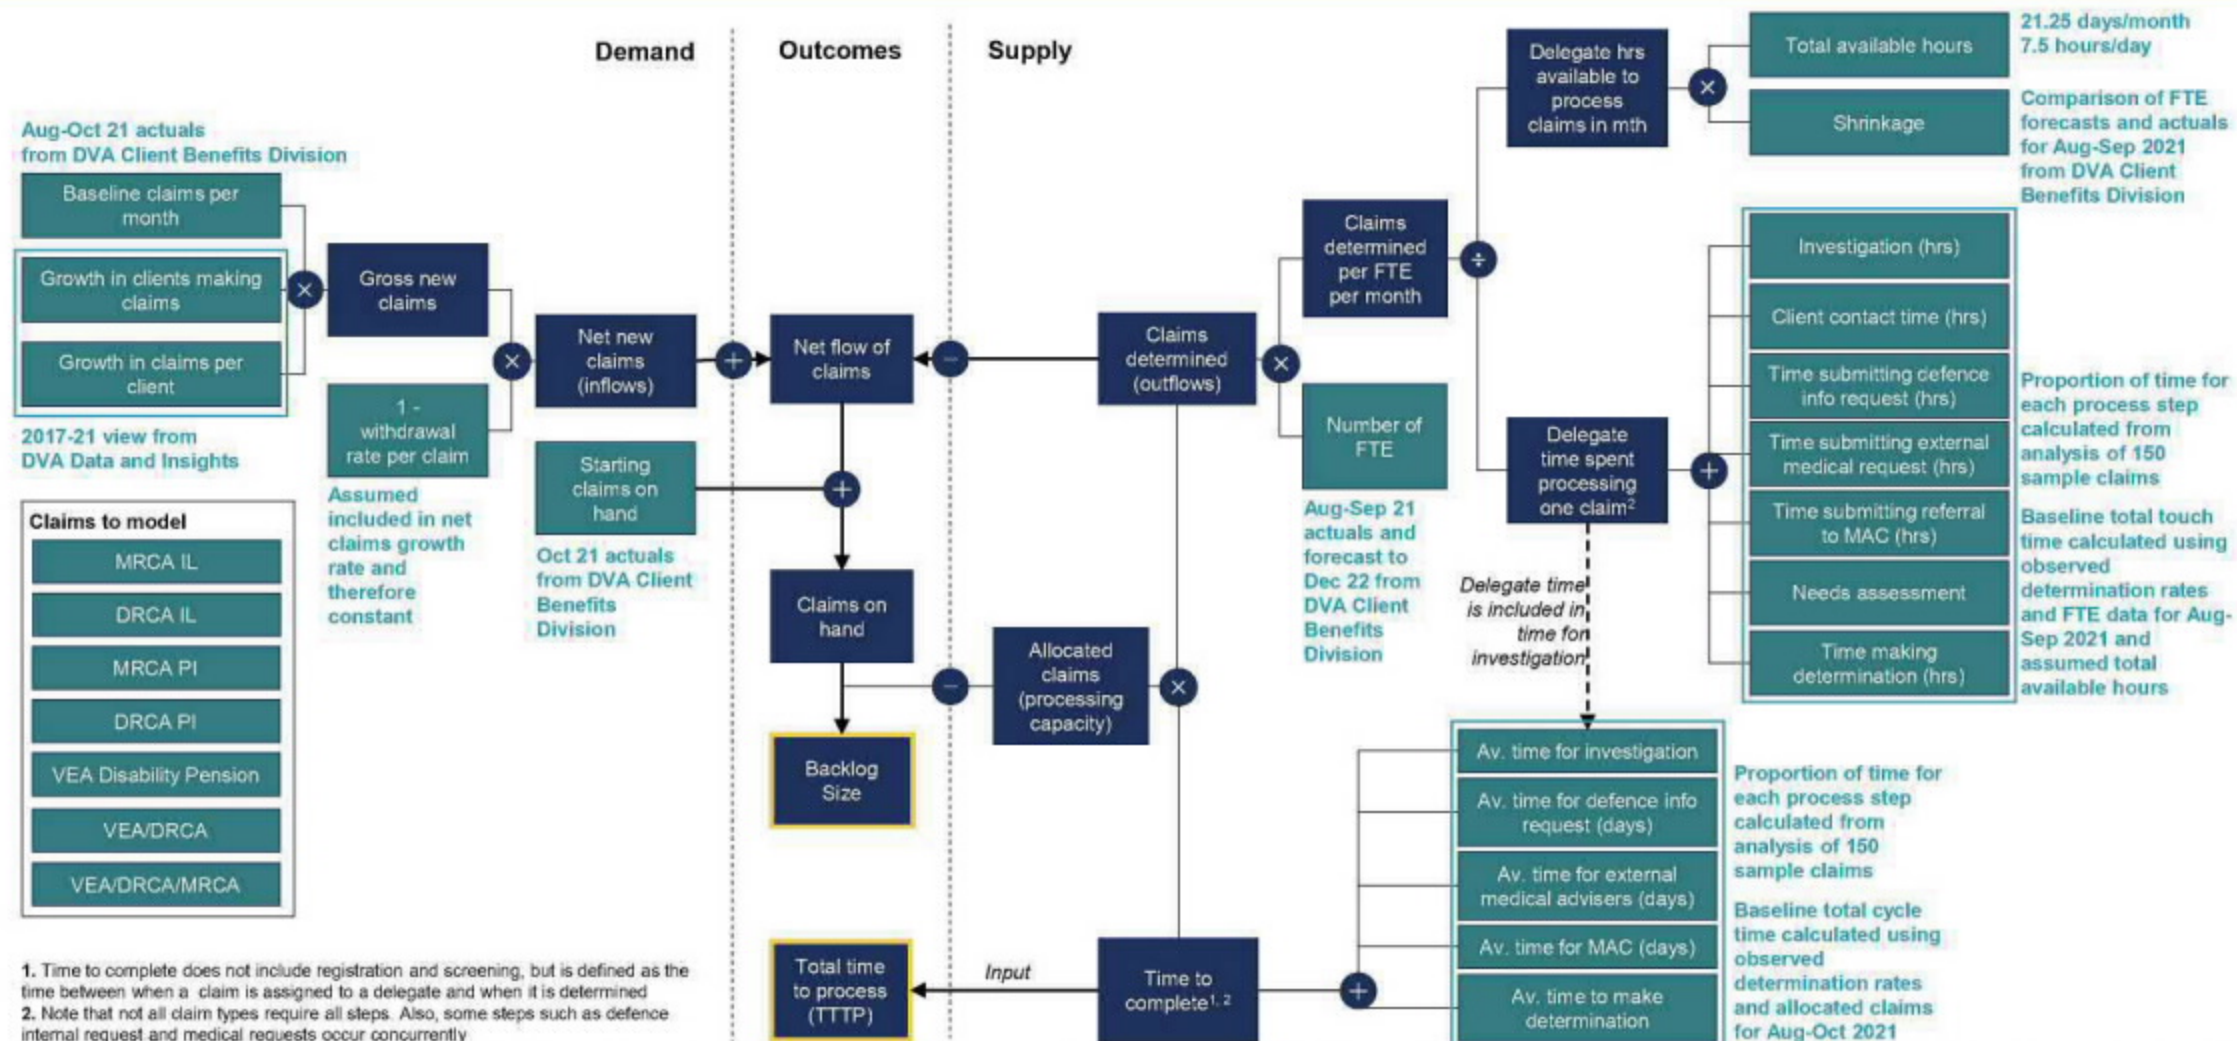 Demand
Outcomes
Supply
Aug-Oct 21 actuals
from DVA Client Benefits Division
Baseline claims per
month
Growth in clients making
claims
Growth in claims per
client
2017-21 view from
DVA Data and Insights
×
Gross new
claims
1 -
withdrawal
rate per claim
Assumed
included in net
claims growth
rate and
therefore
constant
×
Net new
claims
(inflows)
Starting
claims on
hand
Oct 21 actuals
from DVA Client
Benefits
Division
Claims to model
MRCA IL
DRCA IL
MRCA PI
DRCA PI
VEA Disability Pension
VEA/DRCA
VEA/DRCA/MRCA
+
Net flow of
claims
+
Claims on
hand
Backlog
Size
Total time
to process
(TTTP)
−
−
Allocated
claims
(processing
capacity)
×
Claims
determined
(outflows)
×
Claims
determined
per FTE
per month
Number of
FTE
Aug-Sep 21
actuals and
forecast to
Dec 22 from
DVA Client
Benefits
Division
÷
Delegate hrs
available to
process
claims in mth
×
Total available hours
Shrinkage
21.25 days/month
7.5 hours/day
Comparison of FTE
forecasts and actuals
for Aug-Sep 2021
from DVA Client
Benefits Division
Delegate
time spent
processing
one claim2
+
Investigation (hrs)
Client contact time (hrs)
Time submitting defence
info request (hrs)
Time submitting external
medical request (hrs)
Time submitting referral
to MAC (hrs)
Needs assessment
Time making
determination (hrs)
Proportion of time for
each process step
calculated from
analysis of 150
sample claims
Baseline total touch
time calculated using
observed
determination rates
and FTE data for Aug-
Sep 2021 and
assumed total
available hours
Delegate time
is included in
time for
investigation
Input
Time to
complete1, 2
+
Av. time for investigation
Av. time for defence info
request (days)
Av. time for external
medical advisers (days)
Av. time for MAC (days)
Av. time to make
determination
Proportion of time for
each process step
calculated from
analysis of 150
sample claims
Baseline total cycle
time calculated using
observed
determination rates
and allocated claims
for Aug-Oct 2021
1. Time to complete does not include registration and screening, but is defined as the
time between when a claim is assigned to a delegate and when it is determined
2. Note that not all claim types require all steps. Also, some steps such as defence
internal request and medical requests occur concurrently